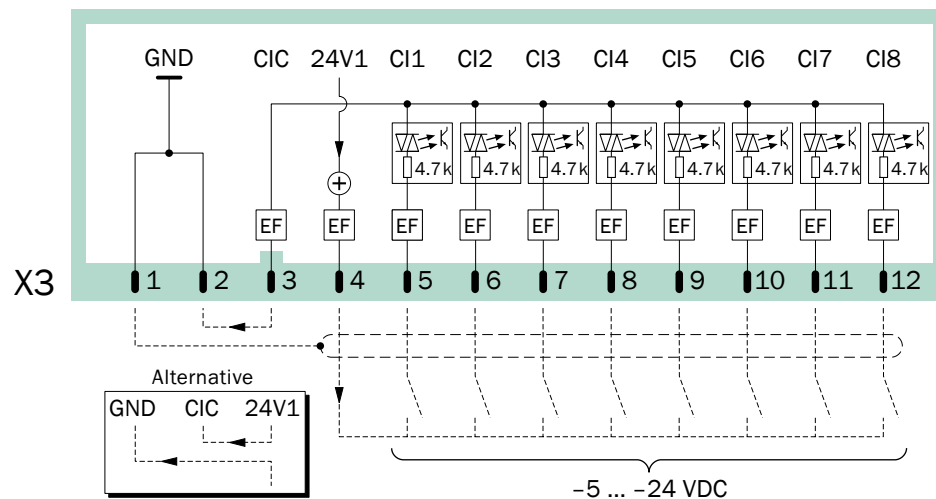 GND CIC 24V1 CI1 CI2 CI3 CI4 CI5 CI6 CI7 CI8
4.7k 4.7k 4.7k 4.7k 4.7k 4.7k 4.7k 4.7k
EF EF EF EF EF EF EF EF EF EF
X3 1 2 3 4 5 6 7 8 9 10 11 12
Alternative
GND CIC 24V1
–5 ... –24 VDC